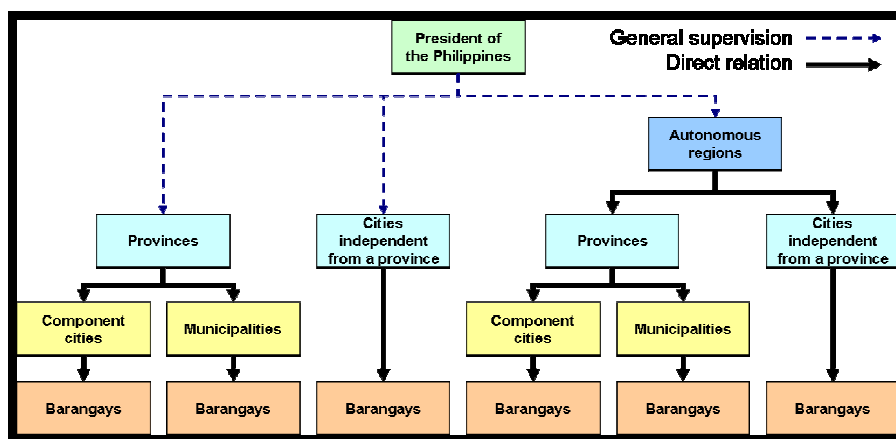 President of
the Philippines
General supervision
Direct relation
Autonomous
regions
Provinces
Cities
independent
from a province
Provinces
Cities
independent
from a province
Component
cities
Municipalities
Component
cities
Municipalities
Barangays
Barangays
Barangays
Barangays
Barangays
Barangays